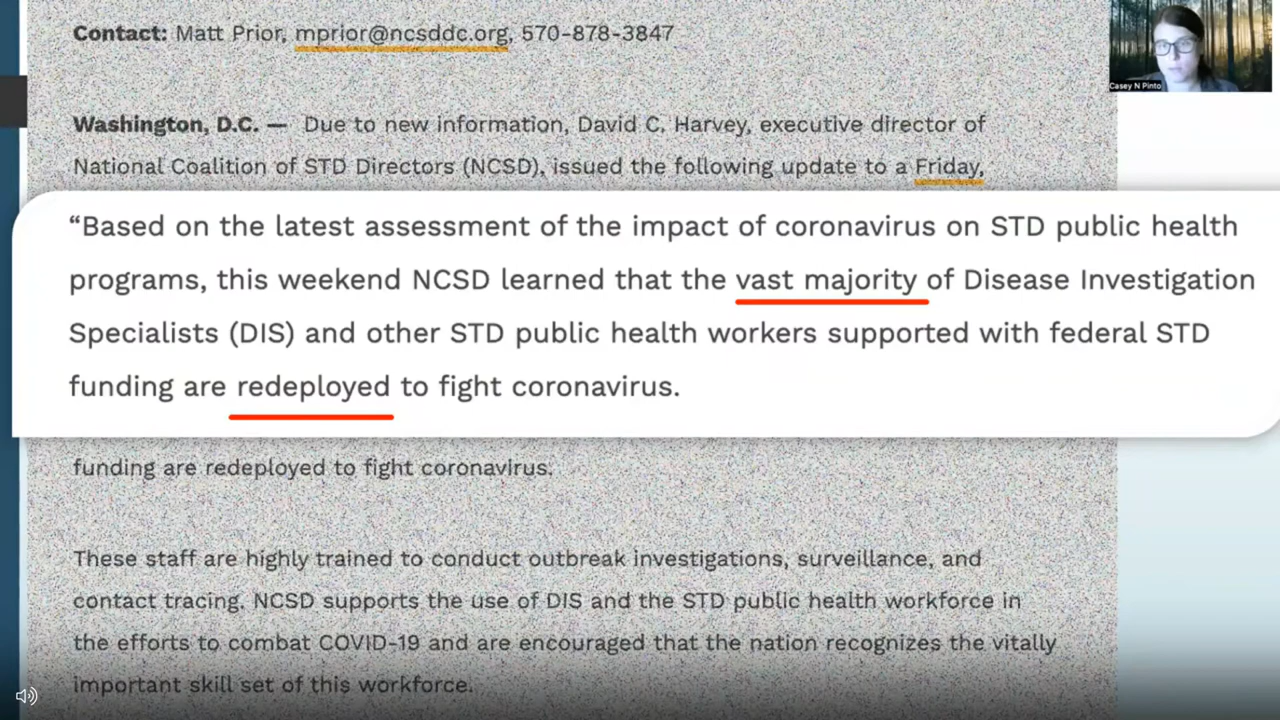 Contact: Matt Prior, mprior@ncsddc.org, 570-878-3847
Casey N Pinto
Washington, D.C. — Due to new information, David C. Harvey, executive director of
National Coalition of STD Directors (NCSD), issued the following update to a Friday,
“Based on the latest assessment of the impact of coronavirus on STD public health
programs, this weekend NCSD learned that the vast majority of Disease Investigation
Specialists (DIS) and other STD public health workers supported with federal STD
funding are redeployed to fight coronavirus.
funding are redeployed to fight coronavirus.
These staff are highly trained to conduct outbreak investigations, surveillance, and
contact tracing. NCSD supports the use of DIS and the STD public health workforce in
the efforts to combat COVID-19 and are encouraged that the nation recognizes the vitally
important skill set of this workforce.